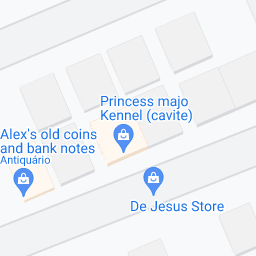 Princess majo
Kennel (cavite)
Alex's old coins
and bank notes
Antiquário
De Jesus Store